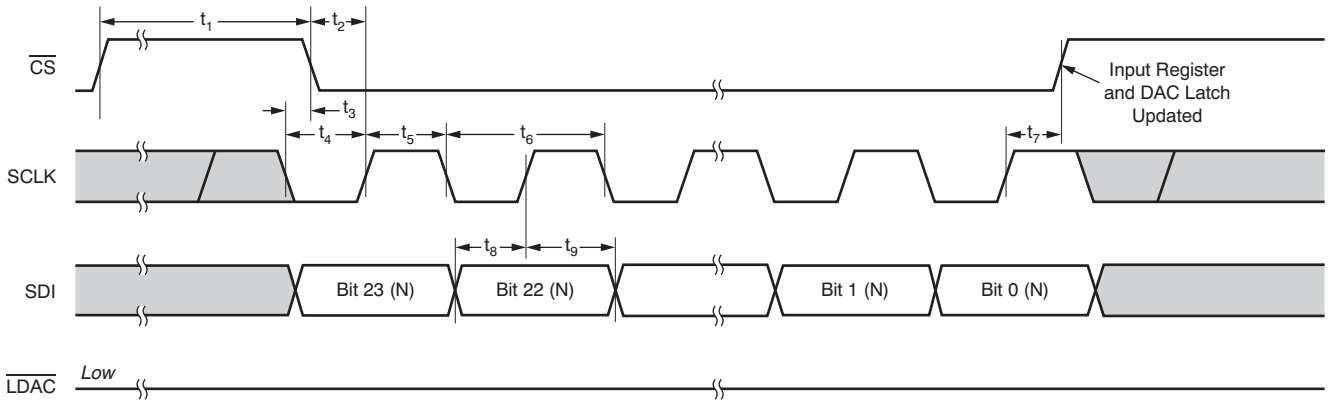 t1
t2
CS
Input Register
and DAC Latch
Updated
t3
t4
t5
t6
t7
SCLK
t8
t9
SDI
Bit 23 (N)
Bit 22 (N)
Bit 1 (N)
Bit 0 (N)
LDAC
Low